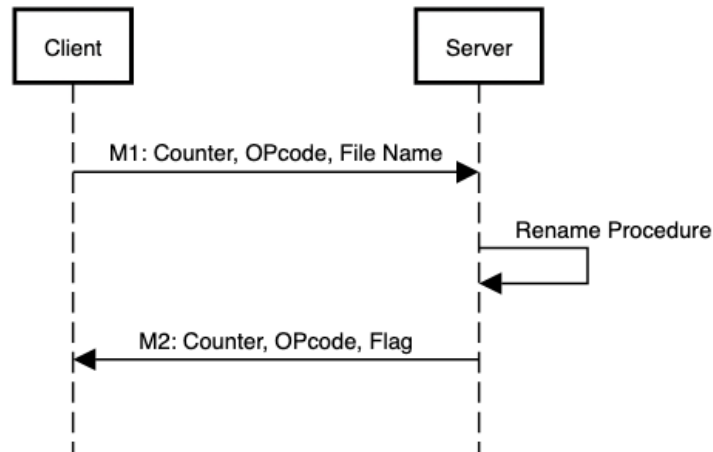 Client
Server
M1: Counter, OPcode, File Name
Rename Procedure
M2: Counter, OPcode, Flag